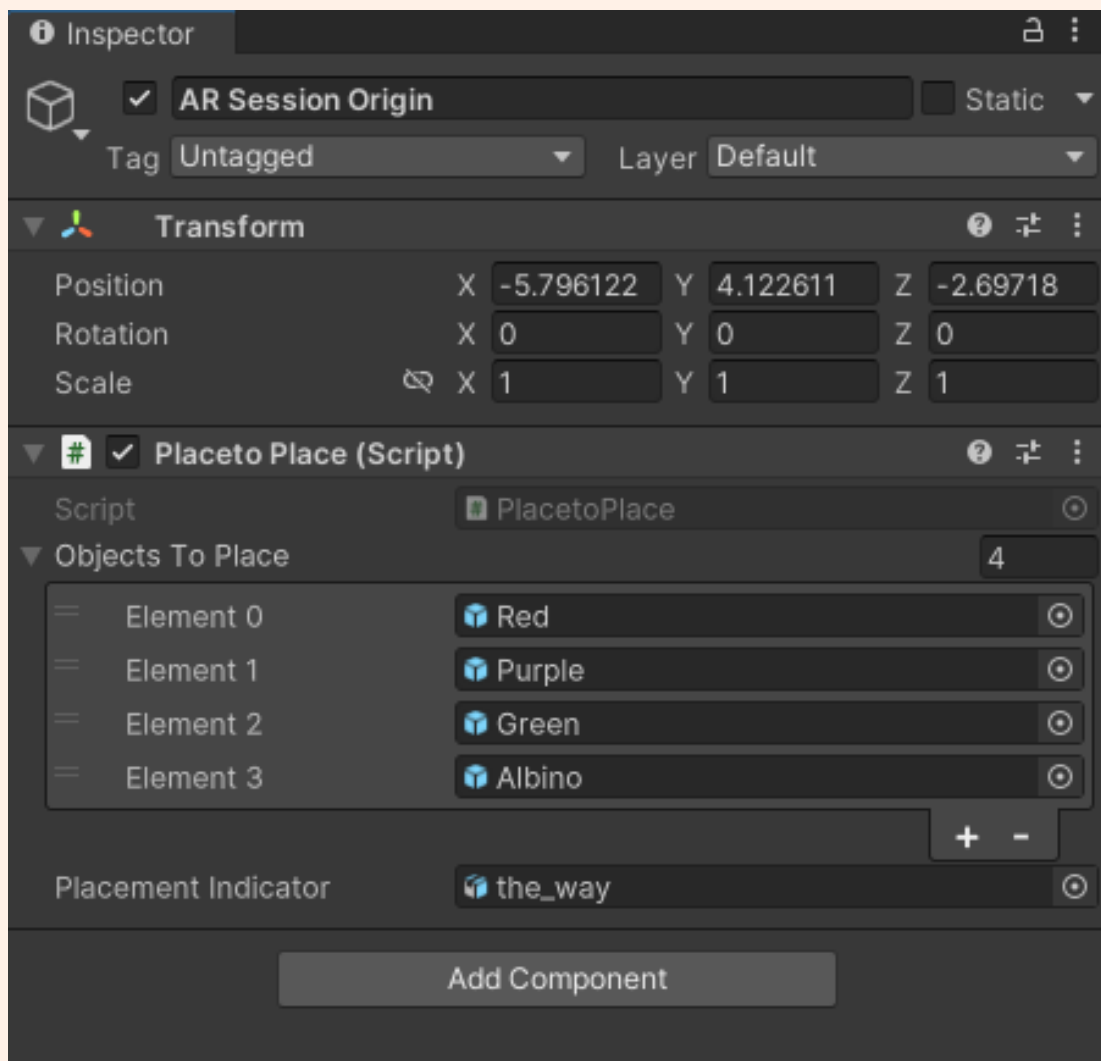 Inspector
AR Session Origin Static
Tag Untagged Layer Default
Transform
Position X -5.796122 Y 4.122611 Z -2.69718
Rotation X 0 Y 0 Z 0
Scale X 1 Y 1 Z 1
# Placeto Place (Script)
Script # PlacetoPlace
Objects To Place 4
Element 0 Red
Element 1 Purple
Element 2 Green
Element 3 Albino
+ -
Placement Indicator the_way
Add Component